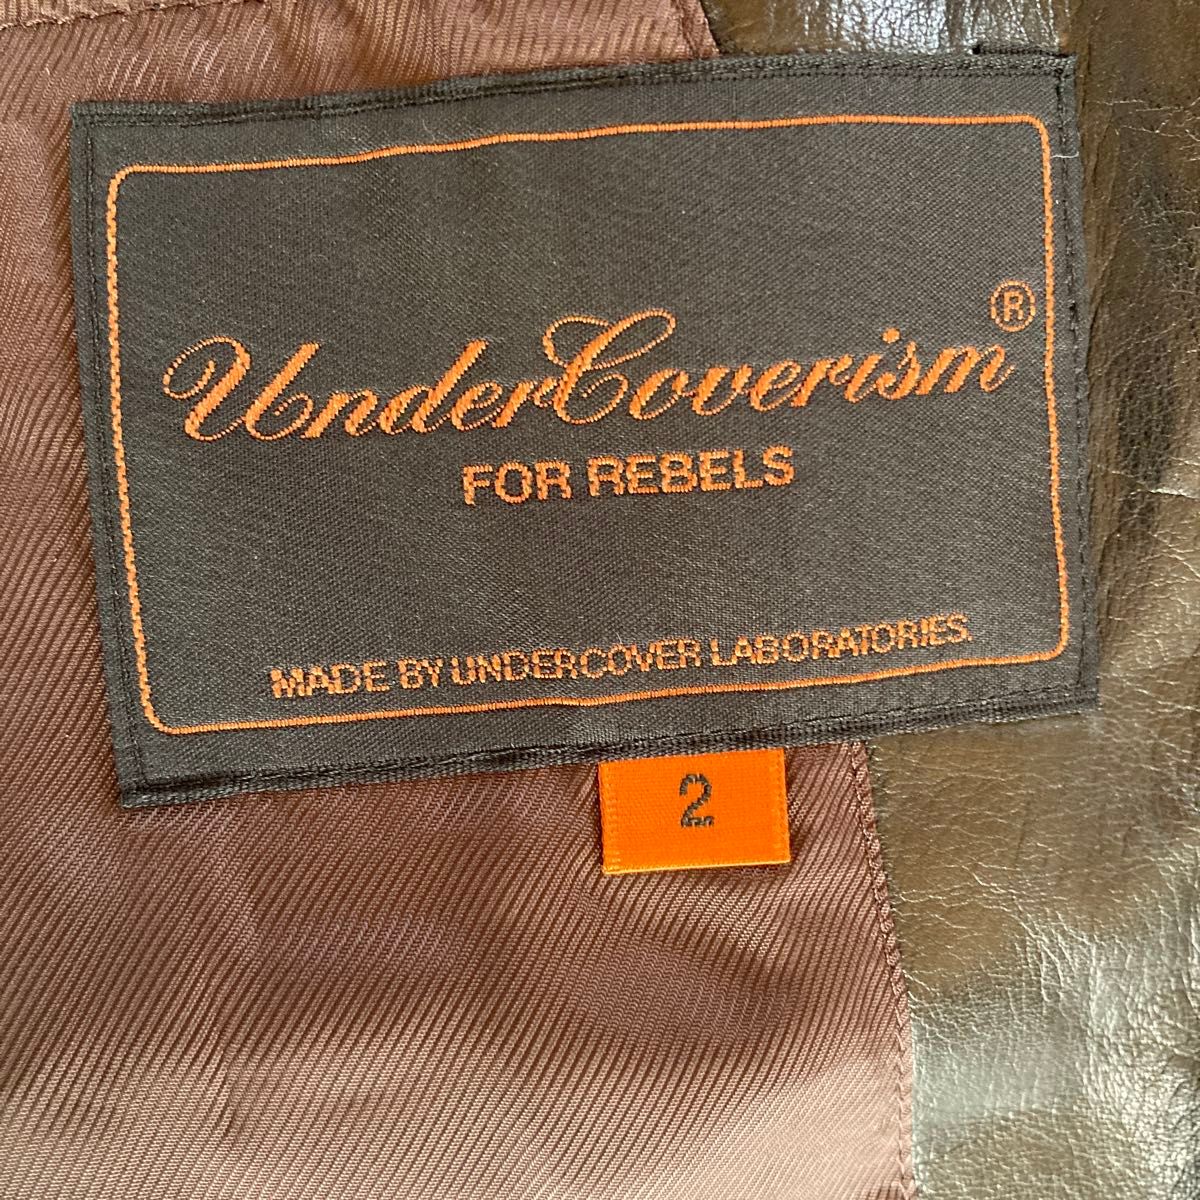 UnderCoverism®
FOR REBELS
MADE BY UNDERCOVER LABORATORIES.
2